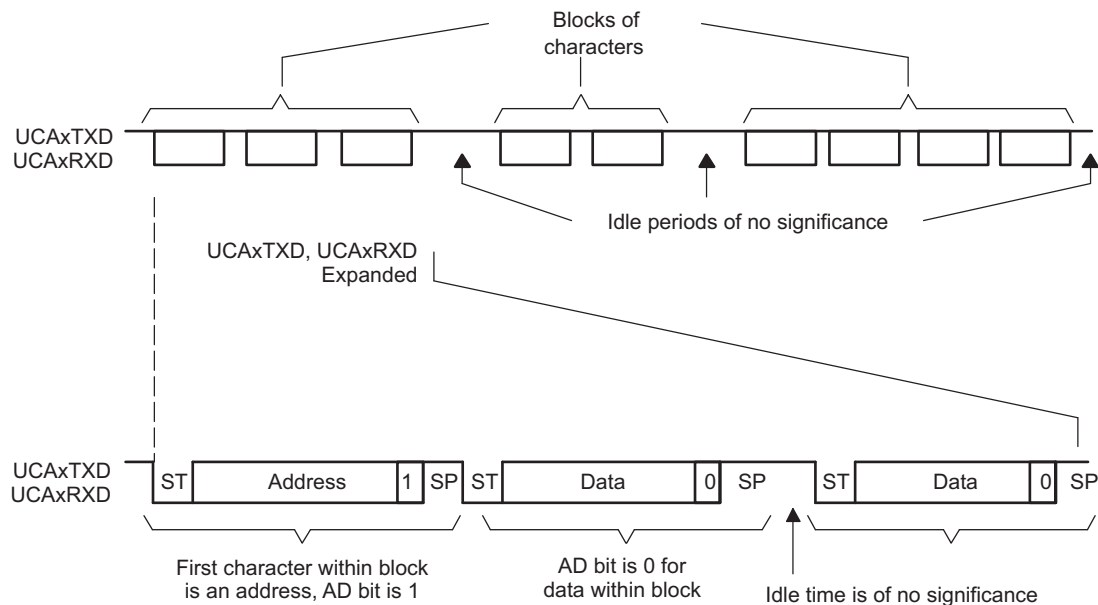 Blocks of
characters
UCAxTXD
UCAxRXD
Idle periods of no significance
UCAxTXD, UCAxRXD
Expanded
UCAxTXD
UCAxRXD
ST Address 1 SP ST Data 0 SP ST Data 0 SP
First character within block
is an address, AD bit is 1
AD bit is 0 for
data within block
Idle time is of no significance